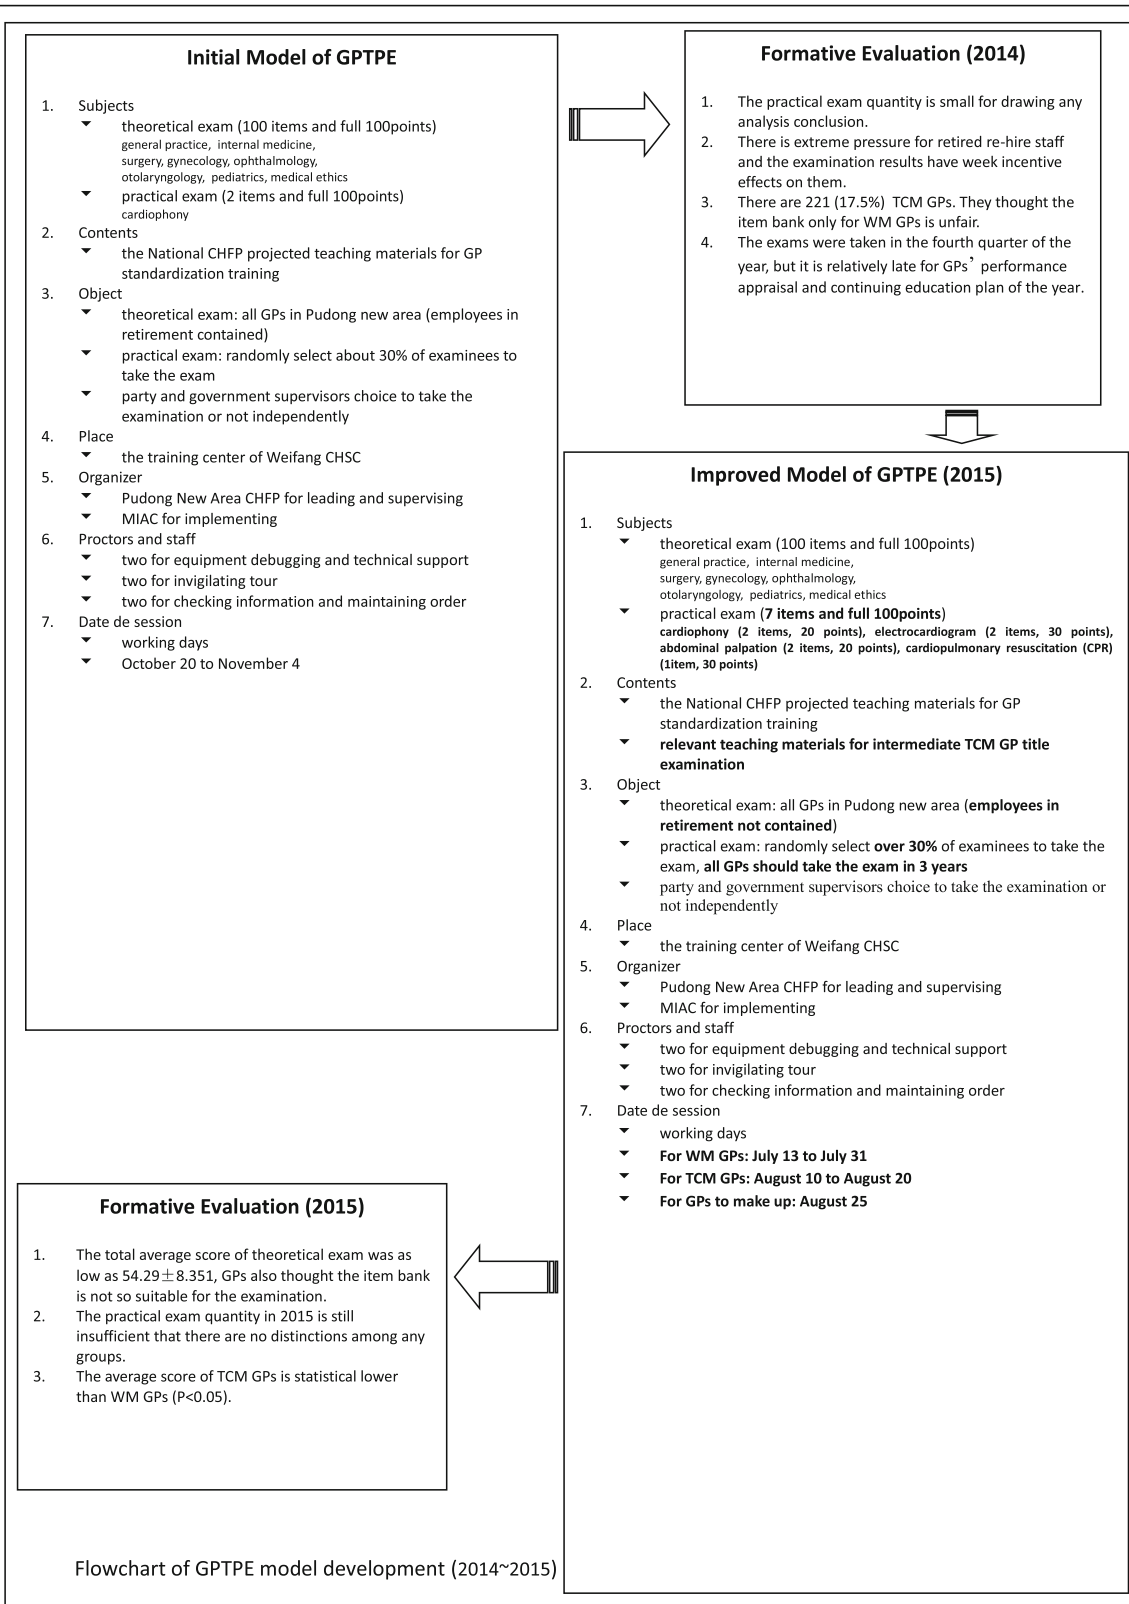 Initial Model of GPTPE
1. Subjects
theoretical exam (100 items and full 100points)
general practice, internal medicine,
surgery, gynecology, ophthalmology,
otolaryngology, pediatrics, medical ethics
practical exam (2 items and full 100points)
cardiophony
2. Contents
the National CHFP projected teaching materials for GP
standardization training
3. Object
theoretical exam: all GPs in Pudong new area (employees in
retirement contained)
practical exam: randomly select about 30% of examinees to
take the exam
party and government supervisors choice to take the
examination or not independently
4. Place
the training center of Weifang CHSC
5. Organizer
Pudong New Area CHFP for leading and supervising
MIAC for implementing
6. Proctors and staff
two for equipment debugging and technical support
two for invigilating tour
two for checking information and maintaining order
7. Date de session
working days
October 20 to November 4
Formative Evaluation (2014)
1. The practical exam quantity is small for drawing any
analysis conclusion.
2. There is extreme pressure for retired re-hire staff
and the examination results have week incentive
effects on them.
3. There are 221 (17.5%) TCM GPs. They thought the
item bank only for WM GPs is unfair.
4. The exams were taken in the fourth quarter of the
year, but it is relatively late for GPs’ performance
appraisal and continuing education plan of the year.
Improved Model of GPTPE (2015)
1. Subjects
theoretical exam (100 items and full 100points)
general practice, internal medicine,
surgery, gynecology, ophthalmology,
otolaryngology, pediatrics, medical ethics
practical exam (7 items and full 100points)
cardiophony (2 items, 20 points), electrocardiogram (2 items, 30 points),
abdominal palpation (2 items, 20 points), cardiopulmonary resuscitation (CPR)
(1item, 30 points)
2. Contents
the National CHFP projected teaching materials for GP
standardization training
relevant teaching materials for intermediate TCM GP title
examination
3. Object
theoretical exam: all GPs in Pudong new area (employees in
retirement not contained)
practical exam: randomly select over 30% of examinees to take the
exam, all GPs should take the exam in 3 years
party and government supervisors choice to take the examination or
not independently
4. Place
the training center of Weifang CHSC
5. Organizer
Pudong New Area CHFP for leading and supervising
MIAC for implementing
6. Proctors and staff
two for equipment debugging and technical support
two for invigilating tour
two for checking information and maintaining order
7. Date de session
working days
For WM GPs: July 13 to July 31
For TCM GPs: August 10 to August 20
For GPs to make up: August 25
Formative Evaluation (2015)
1. The total average score of theoretical exam was as
low as 54.29±8.351, GPs also thought the item bank
is not so suitable for the examination.
2. The practical exam quantity in 2015 is still
insufficient that there are no distinctions among any
groups.
3. The average score of TCM GPs is statistical lower
than WM GPs (P<0.05).
Flowchart of GPTPE model development (2014~2015)